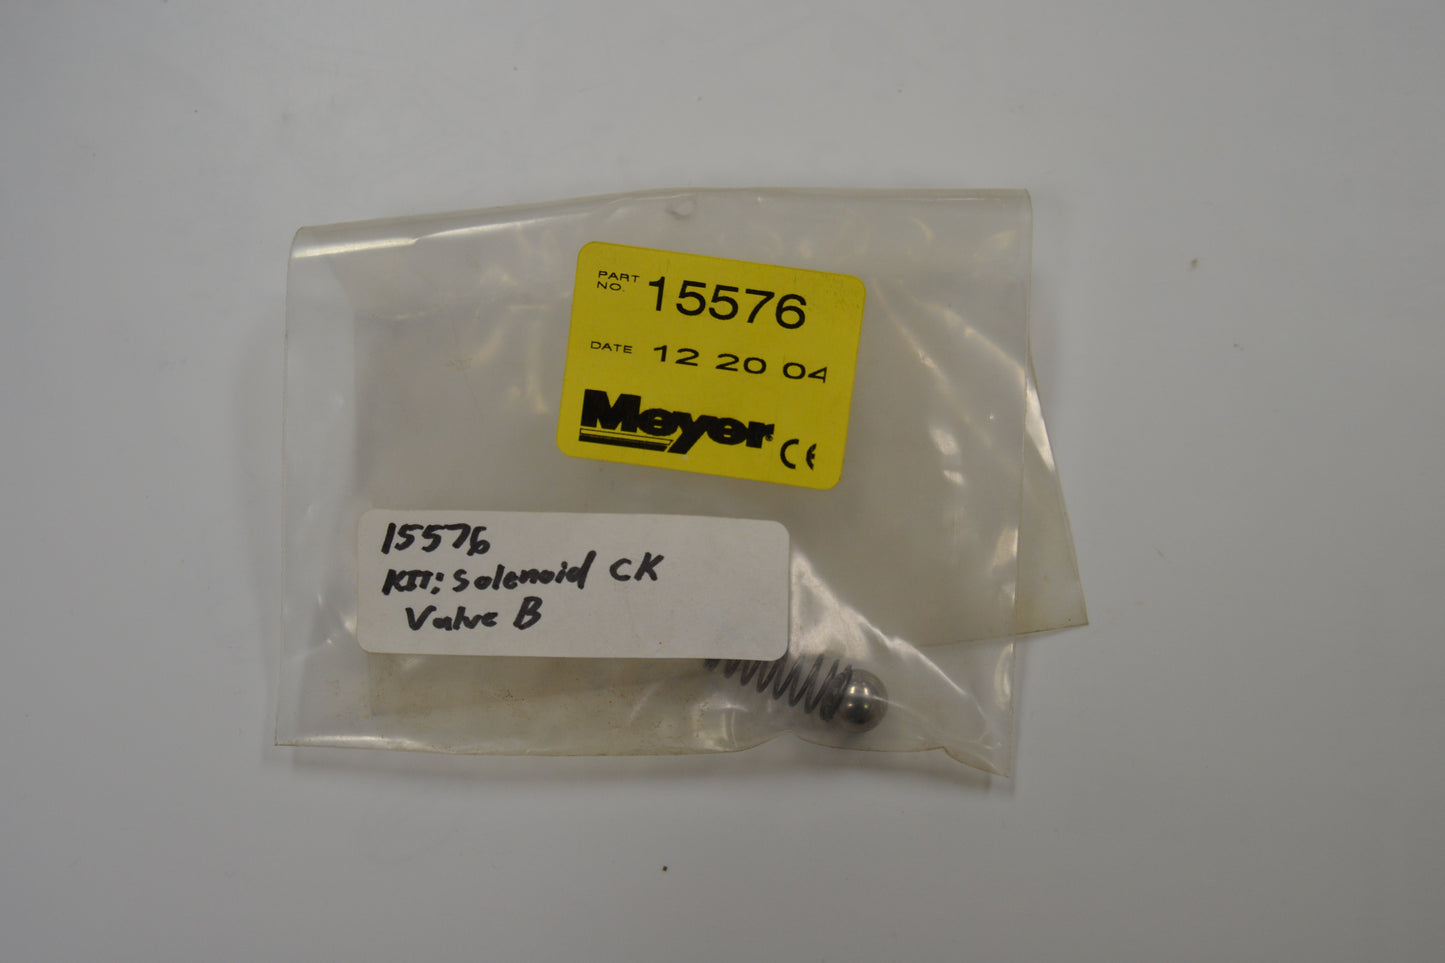 PART NO. 15576
DATE 12 20 04
Meyer® CE
15576
KIT: Solenoid CK
Valve B